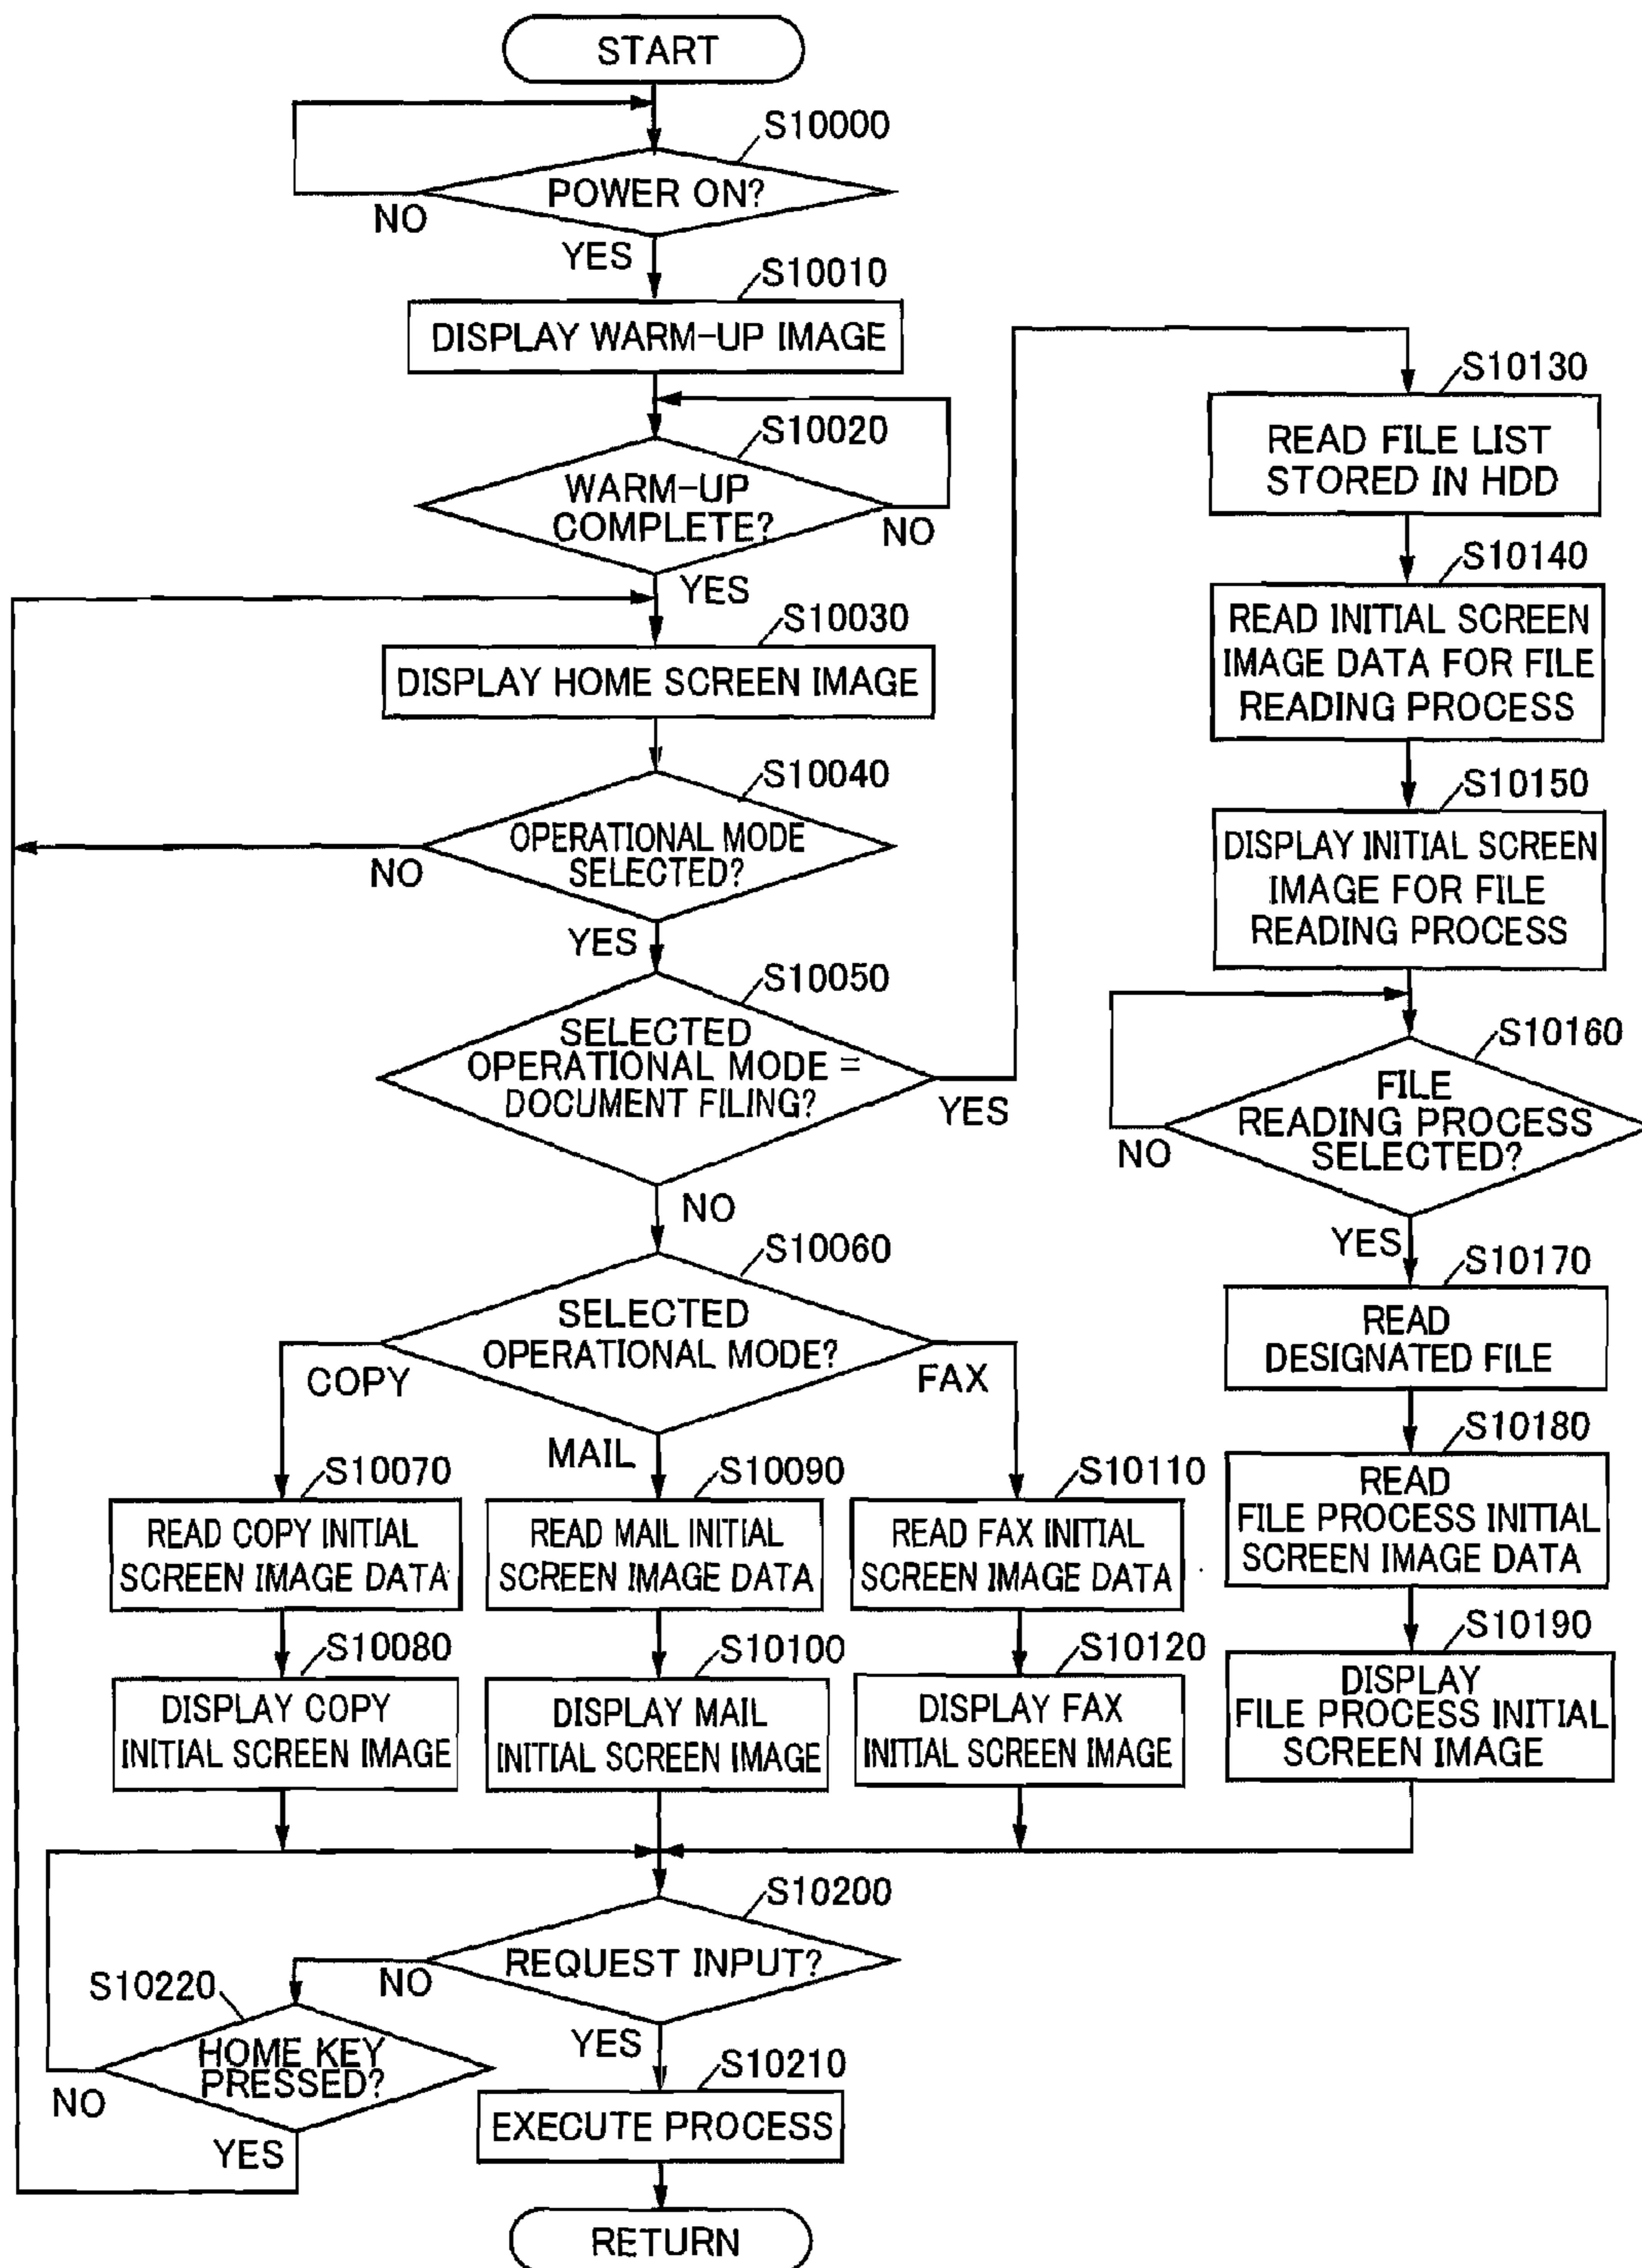 START
S10000
POWER ON?
NO
YES
S10010
DISPLAY WARM-UP IMAGE
S10020
WARM-UP
COMPLETE?
NO
YES
S10030
DISPLAY HOME SCREEN IMAGE
S10040
OPERATIONAL MODE
SELECTED?
NO
YES
S10050
SELECTED
OPERATIONAL MODE =
DOCUMENT FILING?
YES
NO
S10060
SELECTED
OPERATIONAL MODE?
COPY
FAX
MAIL
S10070
READ COPY INITIAL
SCREEN IMAGE DATA
S10080
DISPLAY COPY
INITIAL SCREEN IMAGE
S10090
READ MAIL INITIAL
SCREEN IMAGE DATA
S10100
DISPLAY MAIL
INITIAL SCREEN IMAGE
S10110
READ FAX INITIAL
SCREEN IMAGE DATA
S10120
DISPLAY FAX
INITIAL SCREEN IMAGE
S10130
READ FILE LIST
STORED IN HDD
S10140
READ INITIAL SCREEN
IMAGE DATA FOR FILE
READING PROCESS
S10150
DISPLAY INITIAL SCREEN
IMAGE FOR FILE
READING PROCESS
S10160
FILE
READING PROCESS
SELECTED?
NO
YES
S10170
READ
DESIGNATED FILE
S10180
READ
FILE PROCESS INITIAL
SCREEN IMAGE DATA
S10190
DISPLAY
FILE PROCESS INITIAL
SCREEN IMAGE
S10200
REQUEST INPUT?
NO
YES
S10220
HOME KEY
PRESSED?
NO
YES
S10210
EXECUTE PROCESS
RETURN